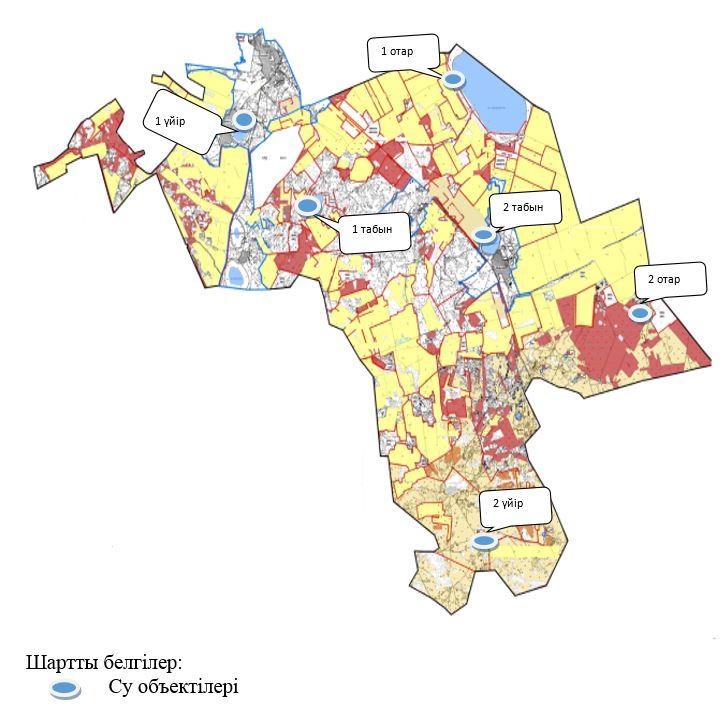 1 отар
1 үйір
2 табын
1 табын
2 отар
2 үйір
Шартты белгілер:
Су объектілері